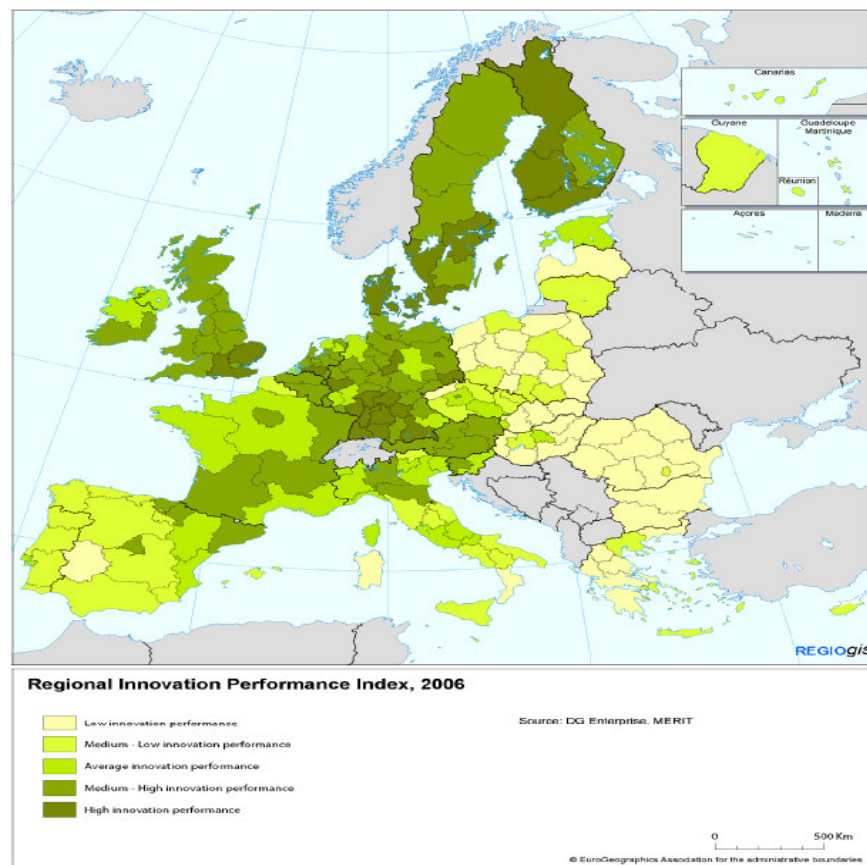 Canarias
Guyane
Guadeloupe
Martinique
Réunion
Açores
Madeira
REGIOgis
Regional Innovation Performance Index, 2006
Low innovation performance
Medium - Low innovation performance
Average innovation performance
Medium - High innovation performance
High innovation performance
Source: DG Enterprise, MERIT
0 500 Km
© EuroGeographics Association for the administrative boundaries